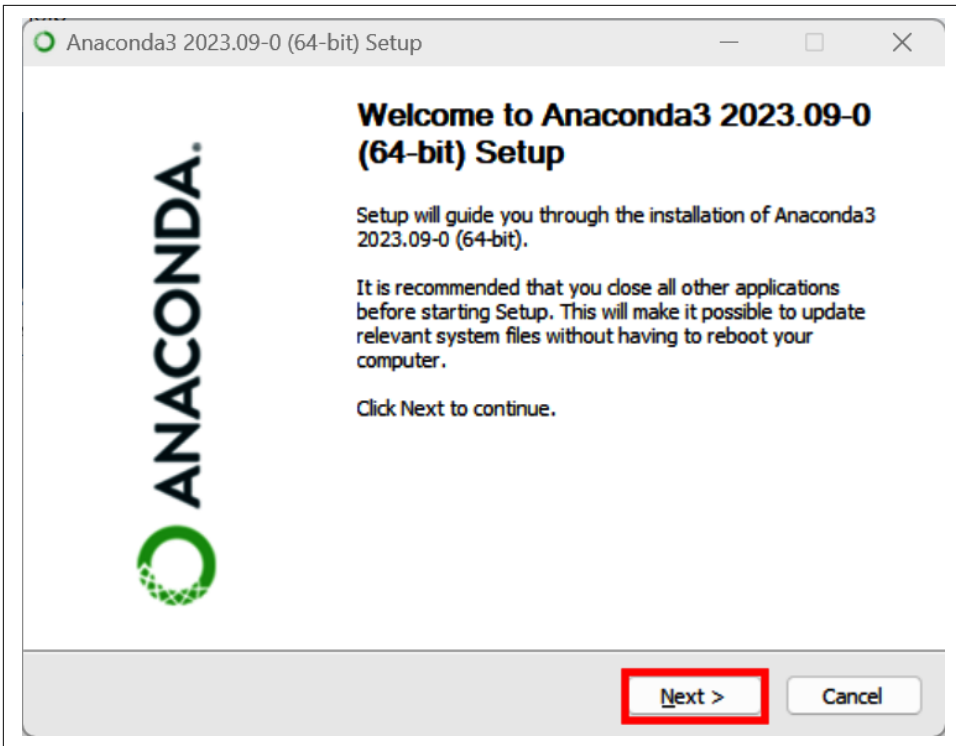 Anaconda3 2023.09-0 (64-bit) Setup
Welcome to Anaconda3 2023.09-0
(64-bit) Setup
ANACONDA.
Setup will guide you through the installation of Anaconda3
2023.09-0 (64-bit).
It is recommended that you close all other applications
before starting Setup. This will make it possible to update
relevant system files without having to reboot your
computer.
Click Next to continue.
Next >
Cancel